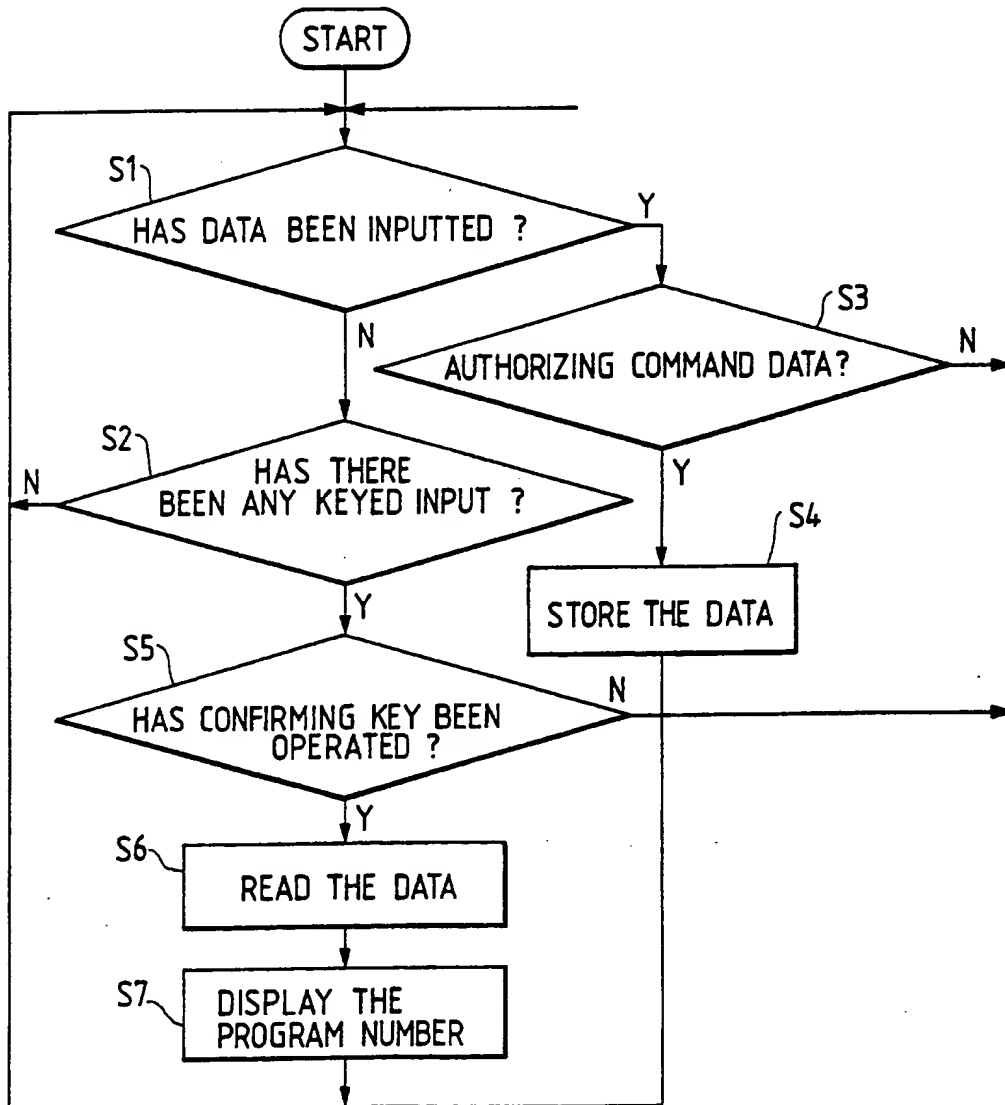 START
S1
HAS DATA BEEN INPUTTED ?
Y
N
S3
AUTHORIZING COMMAND DATA?
N
Y
S2
HAS THERE
BEEN ANY KEYED INPUT ?
N
Y
S4
STORE THE DATA
S5
HAS CONFIRMING KEY BEEN
OPERATED ?
N
Y
S6
READ THE DATA
S7
DISPLAY THE
PROGRAM NUMBER